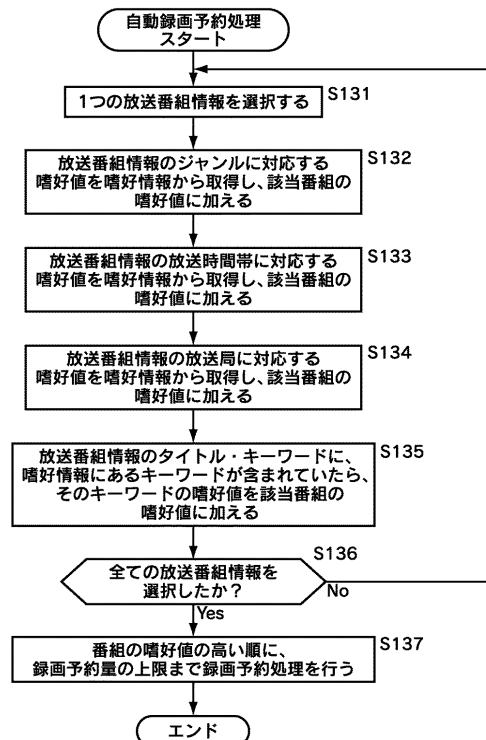 自動録画予約処理
スタート
1つの放送番組情報を選択する
S131
放送番組情報のジャンルに対応する
嗜好値を嗜好情報から取得し、該当番組の
嗜好値に加える
S132
放送番組情報の放送時間帯に対応する
嗜好値を嗜好情報から取得し、該当番組の
嗜好値に加える
S133
放送番組情報の放送局に対応する
嗜好値を嗜好情報から取得し、該当番組の
嗜好値に加える
S134
放送番組情報のタイトル・キーワードに、
嗜好情報にあるキーワードが含まれていたら、
そのキーワードの嗜好値を該当番組の
嗜好値に加える
S135
全ての放送番組情報を
選択したか？
S136
No
Yes
番組の嗜好値の高い順に、
録画予約量の上限まで録画予約処理を行う
S137
エンド